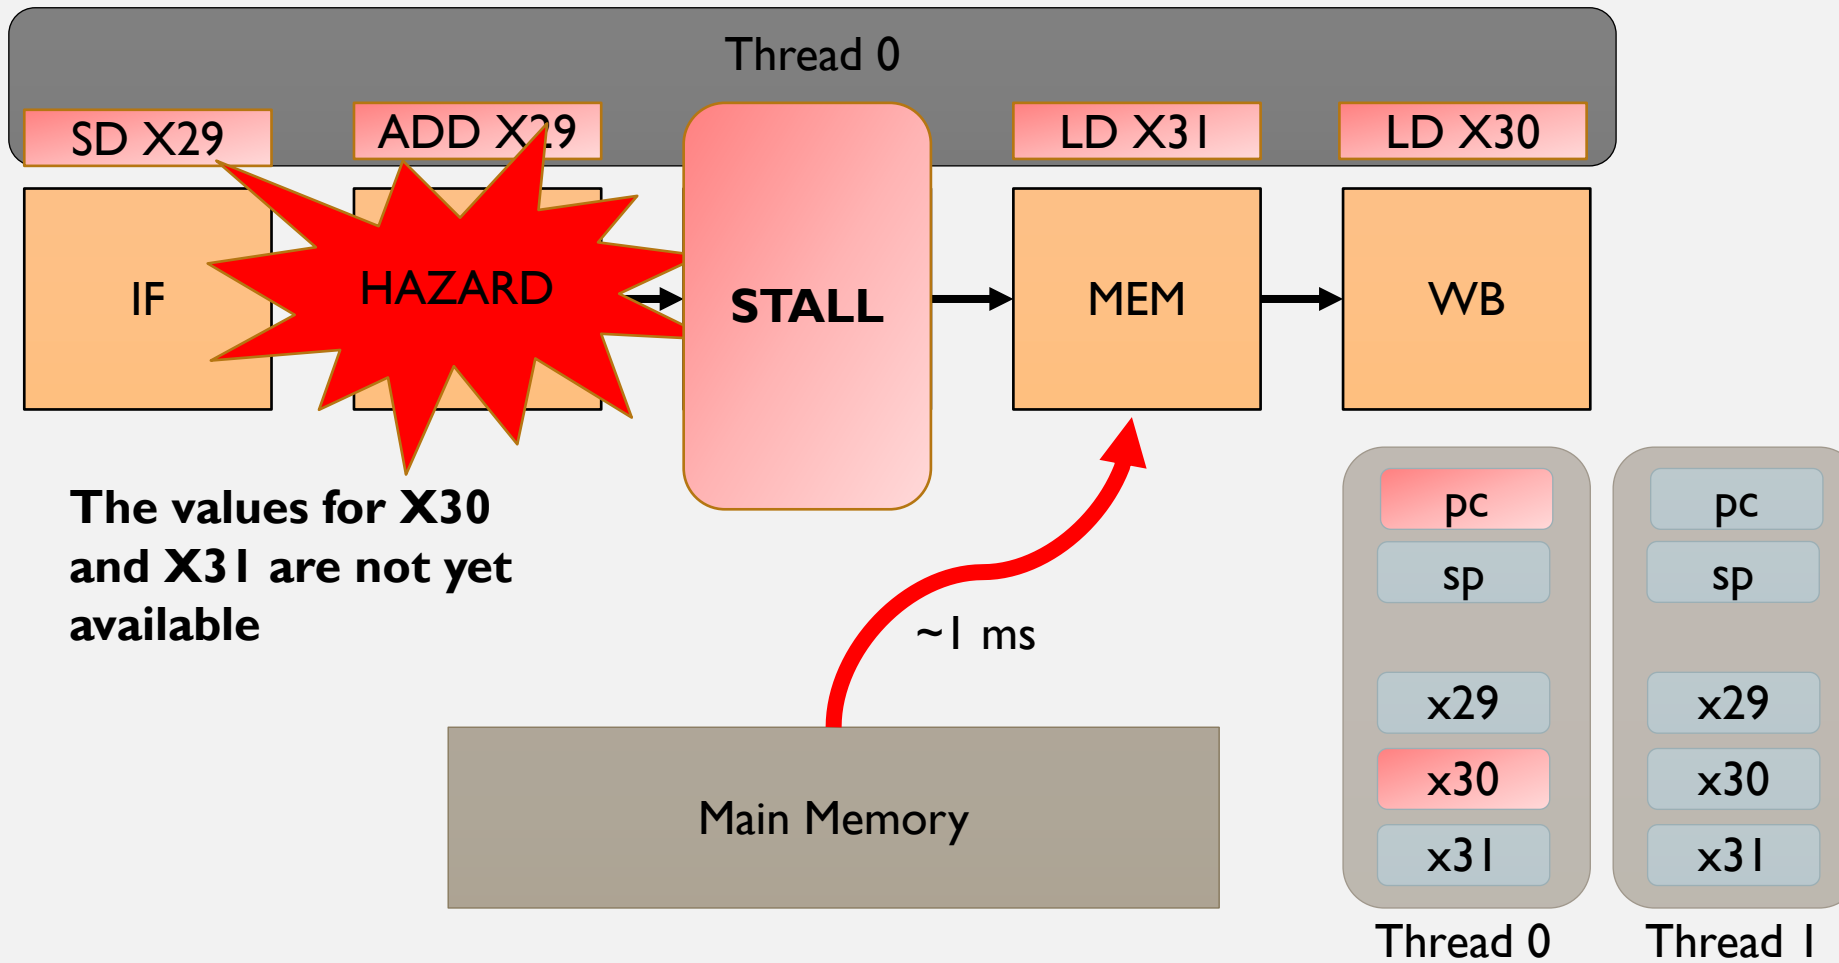 Thread 0
SD X29
ADD X29
LD X31
LD X30
IF
HAZARD
STALL
MEM
WB
The values for X30
and X31 are not yet
available
~1 ms
Main Memory
pc
sp
x29
x30
x31
Thread 0
pc
sp
x29
x30
x31
Thread 1